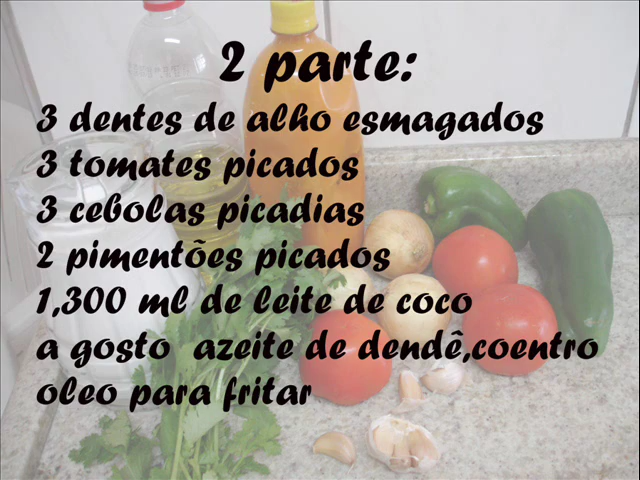 2 parte:
3 dentes de alho esmagados
3 tomates picados
3 cebolas picadias
2 pimentões picados
1,300 ml de leite de coco
a gosto  azeite de dendê,coentro
oleo para fritar